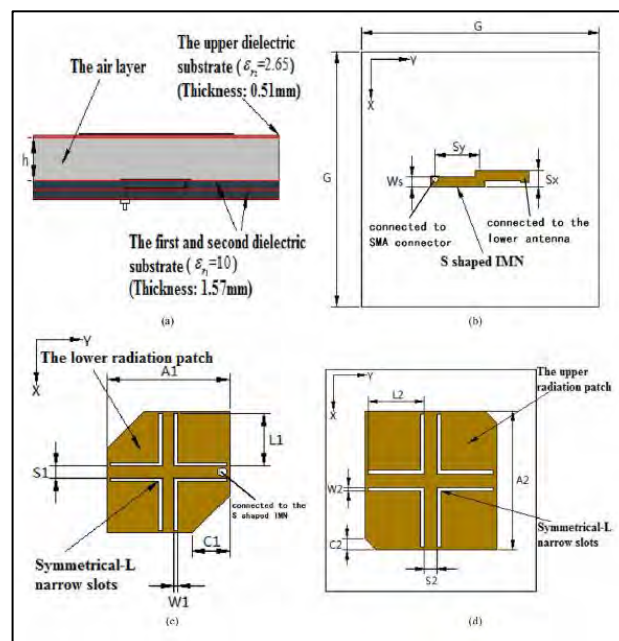 The upper dielectric
substrate (εr1=2.65)
(Thickness: 0.51mm)
The air layer
h
The first and second dielectric
substrate (εr1=10)
(Thickness: 1.57mm)
(a)
G
Y
X
G
Sy
Ws
Sx
connected to
SMA connector
connected to the
lower antenna
S shaped IMN
(b)
Y
X
The lower radiation patch
A1
L1
S1
connected to the
S shaped IMN
Symmetrical-L
narrow slots
C1
W1
(c)
Y
X
The upper
radiation patch
L2
W2
A2
C2
Symmetrical-L
narrow slots
S2
(d)